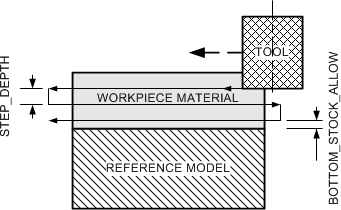 TOOL
STEP_DEPTH
WORKPIECE MATERIAL
BOTTOM_STOCK_ALLOW
REFERENCE MODEL